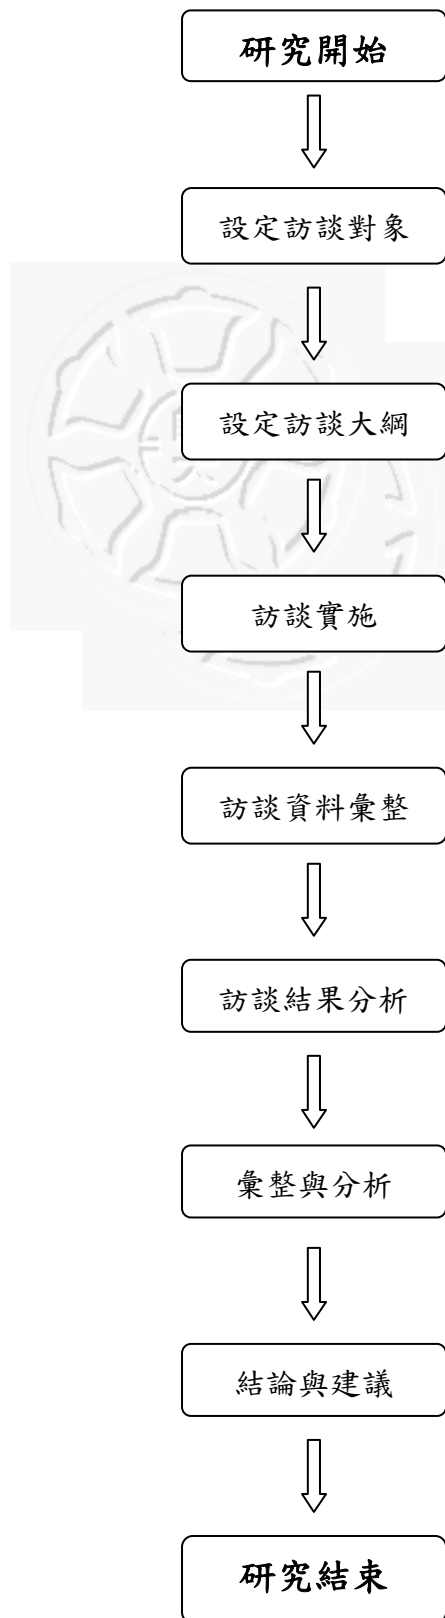 研究開始
設定訪談對象
設定訪談大綱
訪談實施
訪談資料彙整
訪談結果分析
彙整與分析
結論與建議
研究結束